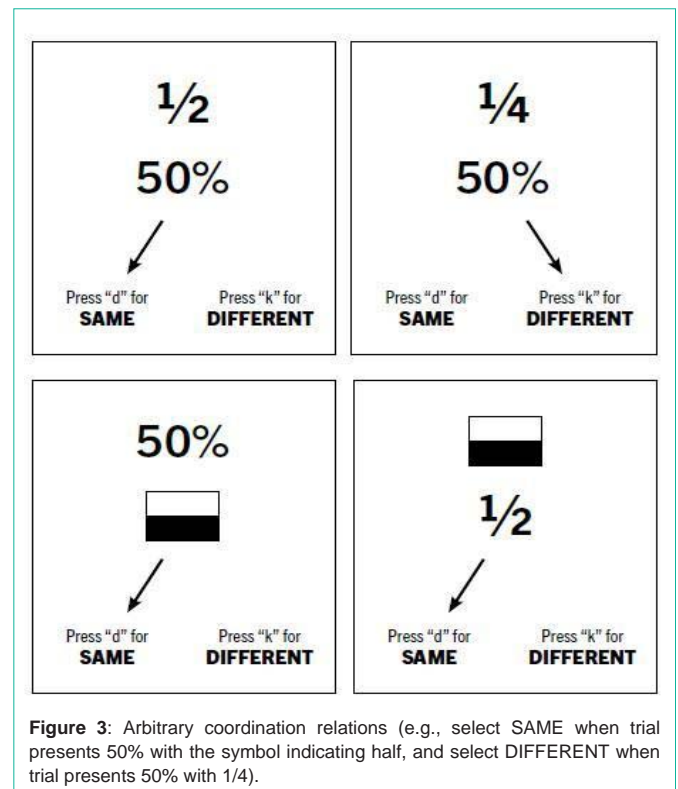 ½
50%
Press “d” for
SAME
Press “k” for
DIFFERENT
¼
50%
Press “d” for
SAME
Press “k” for
DIFFERENT
50%
Press “d” for
SAME
Press “k” for
DIFFERENT
½
Press “d” for
SAME
Press “k” for
DIFFERENT
Figure 3: Arbitrary coordination relations (e.g., select SAME when trial
presents 50% with the symbol indicating half, and select DIFFERENT when
trial presents 50% with 1/4).